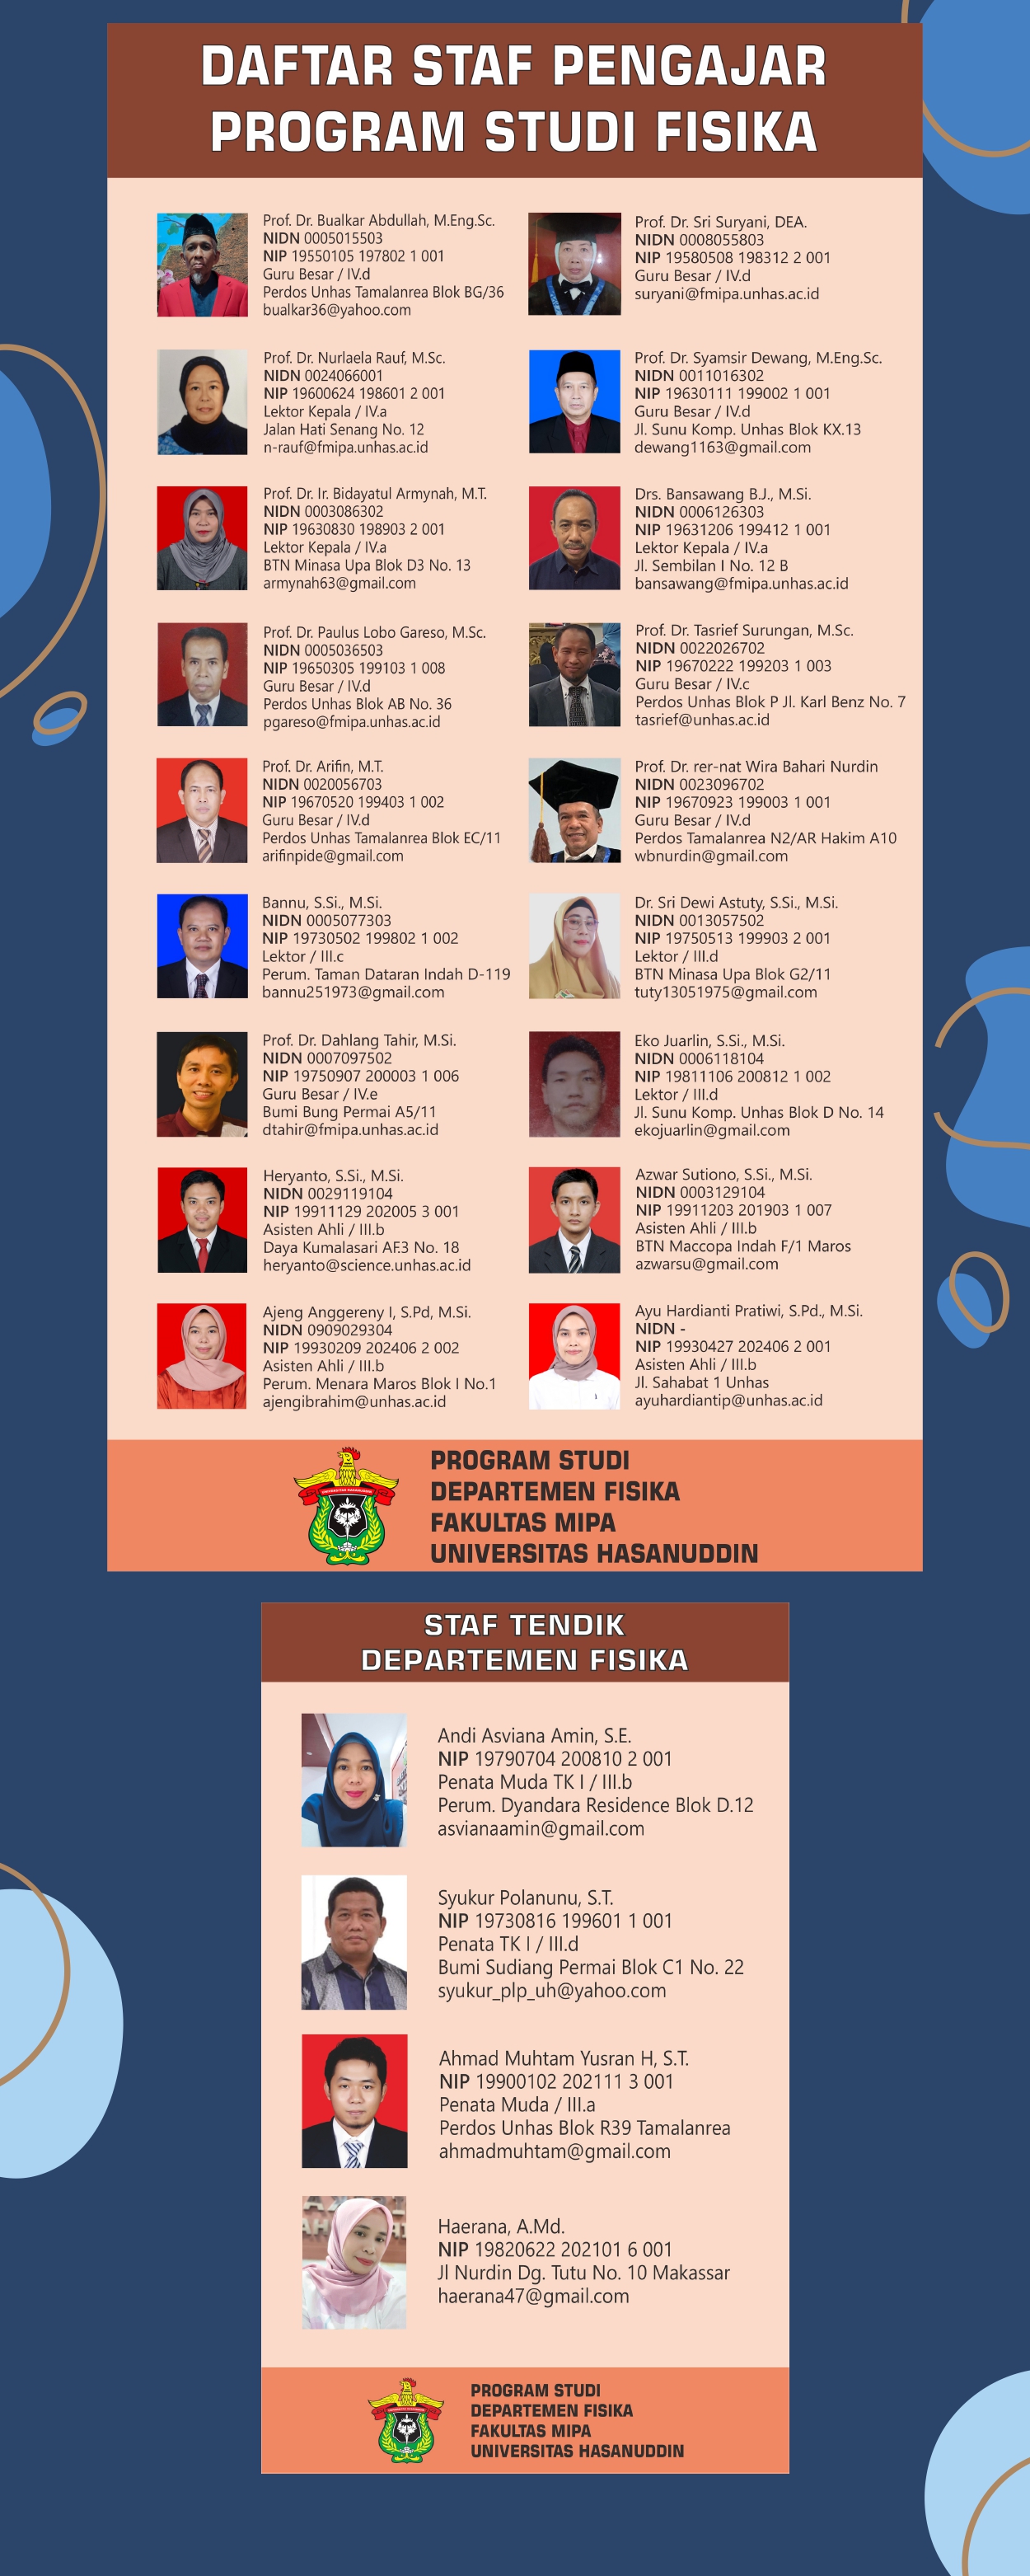 DAFTAR STAF PENGAJAR
PROGRAM STUDI FISIKA
Prof. Dr. Bualkar Abdullah, M.Eng.Sc.
NIDN 0005015503
NIP 19550105 197802 1 001
Guru Besar / IV.d
Perdos Unhas Tamalanrea Blok BG/36
bualkar36@yahoo.com
Prof. Dr. Sri Suryani, DEA.
NIDN 0008055803
NIP 19580508 198312 2 001
Guru Besar / IV.d
suryani@fmipa.unhas.ac.id
Prof. Dr. Nurlaela Rauf, M.Sc.
NIDN 0024066001
NIP 19600624 198601 2 001
Lektor Kepala / IV.a
Jalan Hati Senang No. 12
n-rauf@fmipa.unhas.ac.id
Prof. Dr. Syamsir Dewang, M.Eng.Sc.
NIDN 0011016302
NIP 19630111 199002 1 001
Guru Besar / IV.d
Jl. Sunu Komp. Unhas Blok KX.13
dewang1163@gmail.com
Prof. Dr. Ir. Bidayatul Armynah, M.T.
NIDN 0003086302
NIP 19630830 198903 2 001
Lektor Kepala / IV.a
BTN Minasa Upa Blok D3 No. 13
armynah63@gmail.com
Drs. Bansawang B.J., M.Si.
NIDN 0006126303
NIP 19631206 199412 1 001
Lektor Kepala / IV.a
Jl. Sembilan I No. 12 B
bansawang@fmipa.unhas.ac.id
Prof. Dr. Paulus Lobo Gareso, M.Sc.
NIDN 0005036503
NIP 19650305 199103 1 008
Guru Besar / IV.d
Perdos Unhas Blok AB No. 36
pgareso@fmipa.unhas.ac.id
Prof. Dr. Tasrief Surungan, M.Sc.
NIDN 0022026702
NIP 19670222 199203 1 003
Guru Besar / IV.c
Perdos Unhas Blok P Jl. Karl Benz No. 7
tasrief@unhas.ac.id
Prof. Dr. Arifin, M.T.
NIDN 0020056703
NIP 19670520 199403 1 002
Guru Besar / IV.d
Perdos Unhas Tamalanrea Blok EC/11
arifinpide@gmail.com
Prof. Dr. rer-nat Wira Bahari Nurdin
NIDN 0023096702
NIP 19670923 199003 1 001
Guru Besar / IV.d
Perdos Tamalanrea N2/AR Hakim A10
wbnurdin@gmail.com
Bannu, S.Si., M.Si.
NIDN 0005077303
NIP 19730502 199802 1 002
Lektor / III.c
Perum. Taman Dataran Indah D-119
bannu251973@gmail.com
Dr. Sri Dewi Astuty, S.Si., M.Si.
NIDN 0013057502
NIP 19750513 199903 2 001
Lektor / III.d
BTN Minasa Upa Blok G2/11
tuty13051975@gmail.com
Prof. Dr. Dahlang Tahir, M.Si.
NIDN 0007097502
NIP 19750907 200003 1 006
Guru Besar / IV.e
Bumi Bung Permai A5/11
dtahir@fmipa.unhas.ac.id
Eko Juarlin, S.Si., M.Si.
NIDN 0006118104
NIP 19811106 200812 1 002
Lektor / III.d
Jl. Sunu Komp. Unhas Blok D No. 14
ekojuarlin@gmail.com
Heryanto, S.Si., M.Si.
NIDN 0029119104
NIP 19911129 202005 3 001
Asisten Ahli / III.b
Daya Kumalasari AE3 No. 18
heryanto@science.unhas.ac.id
Azwar Sutiono, S.Si., M.Si.
NIDN 0003129104
NIP 19911203 201903 1 007
Asisten Ahli / III.b
BTN Maccopa Indah F/1 Maros
azwarsu@gmail.com
Ajeng Anggereny I, S.Pd, M.Si.
NIDN 0909029304
NIP 19930209 202406 2 002
Asisten Ahli / III.b
Perum. Menara Maros Blok I No.1
ajengibrahim@unhas.ac.id
Ayu Hardianti Pratiwi, S.Pd., M.Si.
NIDN -
NIP 19930427 202406 2 001
Asisten Ahli / III.b
Jl. Sahabat 1 Unhas
ayuhardiantip@unhas.ac.id
UNIVERSITAS HASANUDDIN
PROGRAM STUDI
DEPARTEMEN FISIKA
FAKULTAS MIPA
UNIVERSITAS HASANUDDIN
STAF TENDIK
DEPARTEMEN FISIKA
Andi Asviana Amin, S.E.
NIP 19790704 200810 2 001
Penata Muda TK I / III.b
Perum. Dyandara Residence Blok D.12
asvianaamin@gmail.com
Syukur Polanunu, S.T.
NIP 19730816 199601 1 001
Penata TK I / III.d
Bumi Sudiang Permai Blok C1 No. 22
syukur_plp_uh@yahoo.com
Ahmad Muhtam Yusran H, S.T.
NIP 19900102 202111 3 001
Penata Muda / III.a
Perdos Unhas Blok R39 Tamalanrea
ahmadmuhtam@gmail.com
Haerana, A.Md.
NIP 19820622 202101 6 001
Jl Nurdin Dg. Tutu No. 10 Makassar
haerana47@gmail.com
PROGRAM STUDI
DEPARTEMEN FISIKA
FAKULTAS MIPA
UNIVERSITAS HASANUDDIN